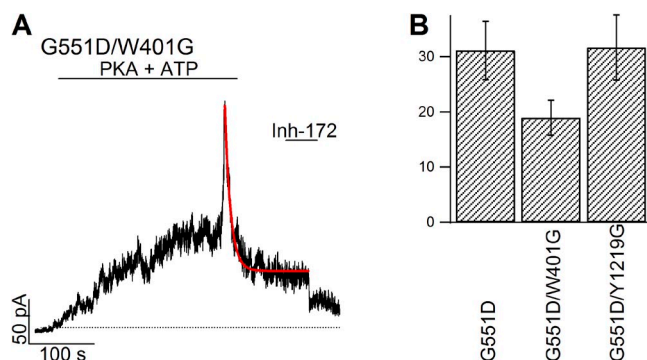 A
G551D/W401G
PKA + ATP
Inh-172
50 pA
100 s
B
30
20
10
0
G551D
G551D/W401G
G551D/Y1219G